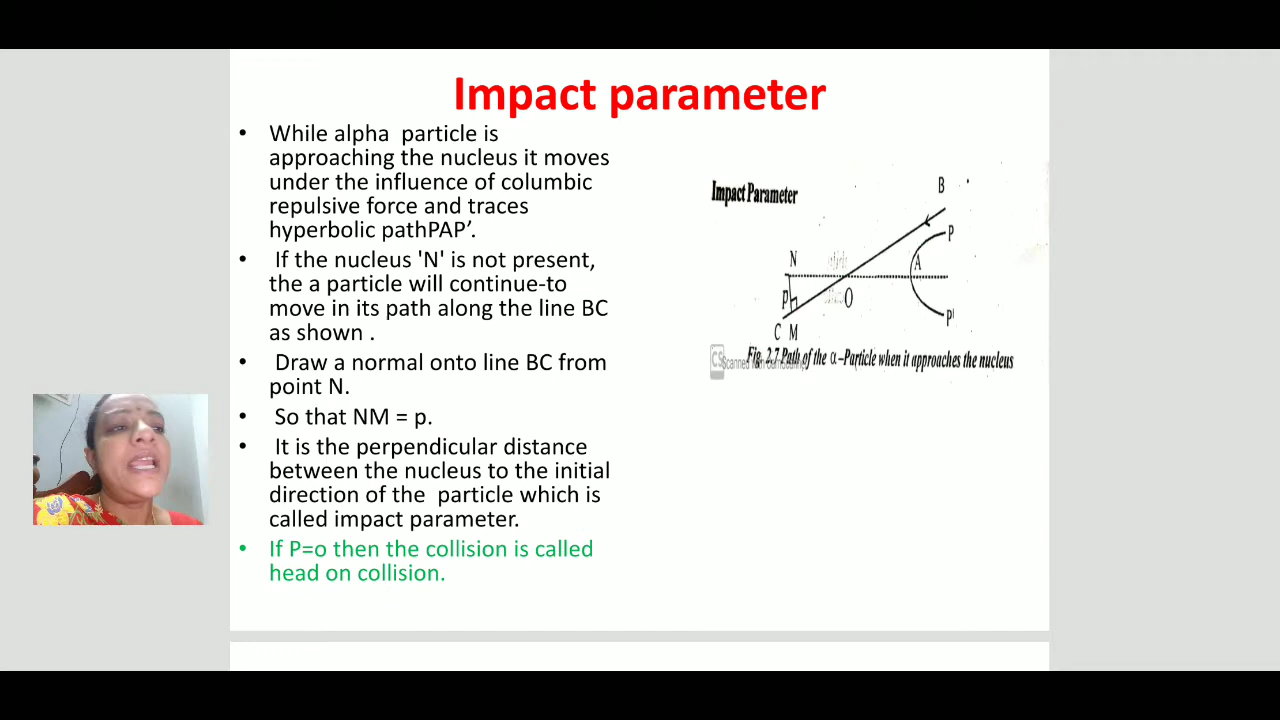 Impact parameter
• While alpha particle is
approaching the nucleus it moves
under the influence of columbic
repulsive force and traces
hyperbolic pathPAP’.
• If the nucleus 'N' is not present,
the a particle will continue-to
move in its path along the line BC
as shown .
• Draw a normal onto line BC from
point N.
• So that NM = p.
• It is the perpendicular distance
between the nucleus to the initial
direction of the particle which is
called impact parameter.
• If P=o then the collision is called
head on collision.
Impact Parameter
B
P
N
A
P
O
C M
P'
Fig. 2.7 Path of the α-Particle when it approaches the nucleus
CS Scanned with